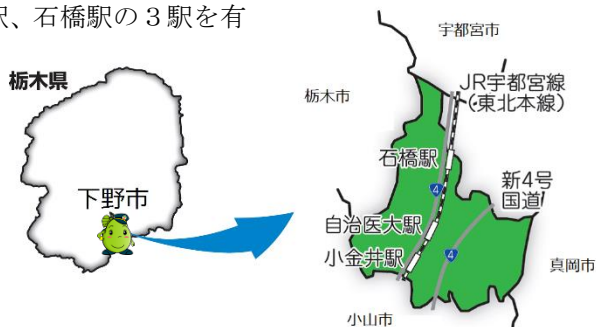 駅、石橋駅の３駅を有
栃木県
下野市
宇都宮市
栃木市
JR宇都宮線
(東北本線)
石橋駅
4
新4号
国道
自治医大駅
小金井駅
4
真岡市
小山市